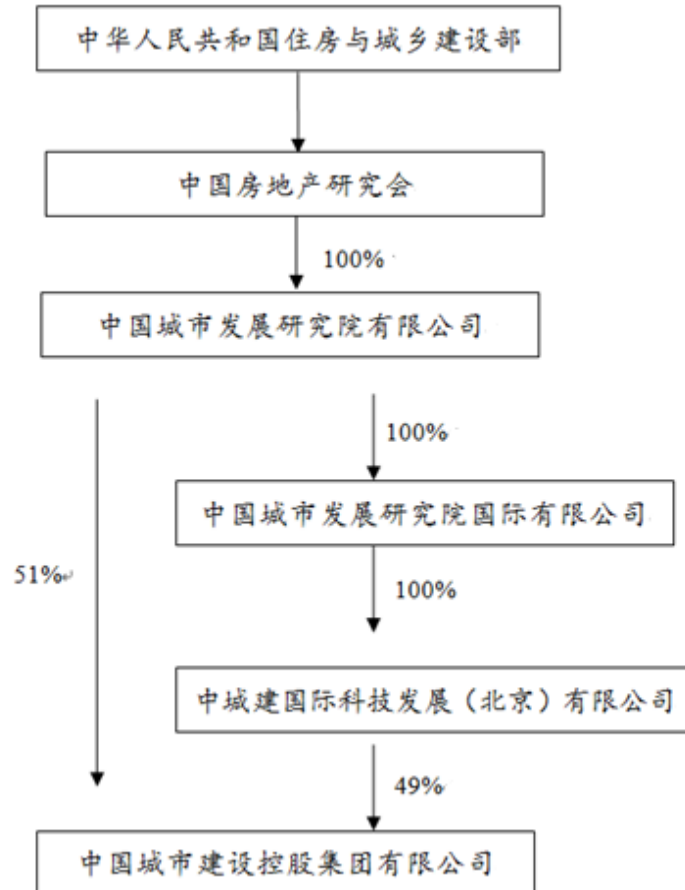 中华人民共和国住房与城乡建设部
中国房地产研究会
100%
中国城市发展研究院有限公司
100%
中国城市发展研究院国际有限公司
51%
100%
中城建国际科技发展（北京）有限公司
49%
中国城市建设控股集团有限公司